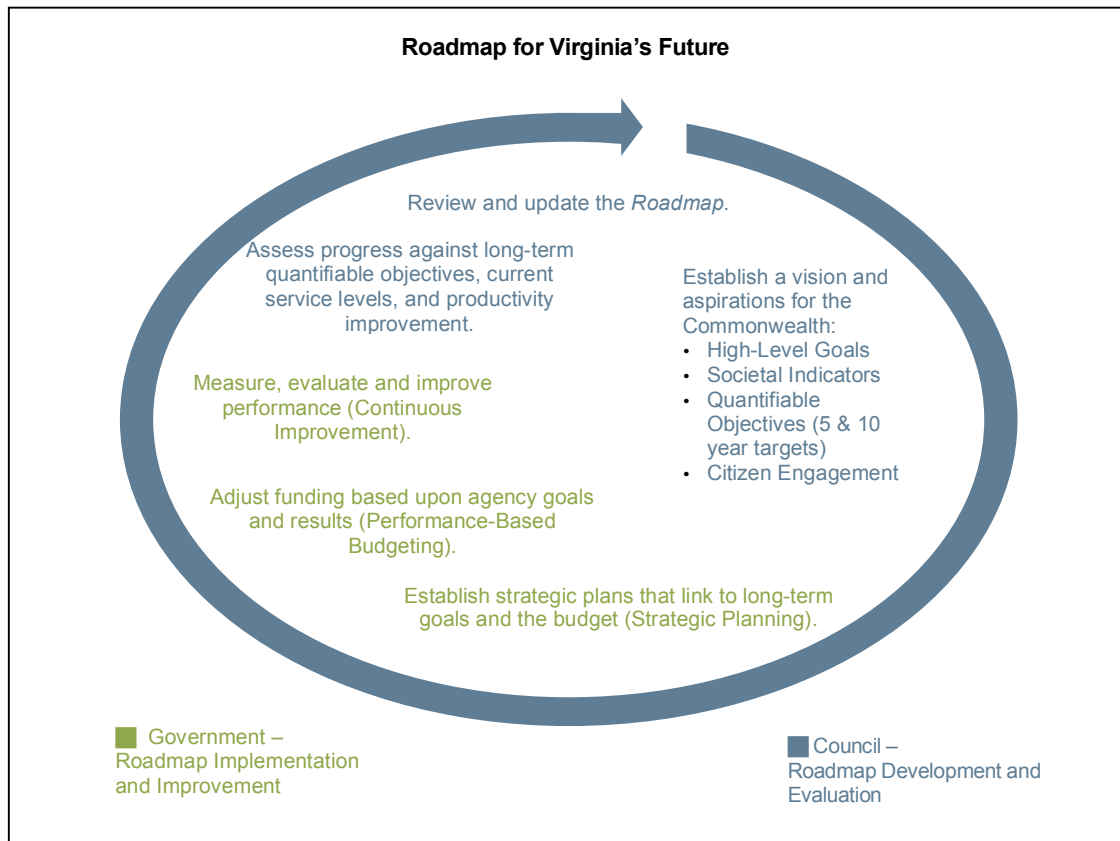 Roadmap for Virginia’s Future
Review and update the Roadmap.
Assess progress against long-term
quantifiable objectives, current
service levels, and productivity
improvement.
Establish a vision and
aspirations for the
Commonwealth:
• High-Level Goals
• Societal Indicators
• Quantifiable
Objectives (5 & 10
year targets)
• Citizen Engagement
Measure, evaluate and improve
performance (Continuous
Improvement).
Adjust funding based upon agency goals
and results (Performance-Based
Budgeting).
Establish strategic plans that link to long-term
goals and the budget (Strategic Planning).
Government –
Roadmap Implementation
and Improvement
Council –
Roadmap Development and
Evaluation